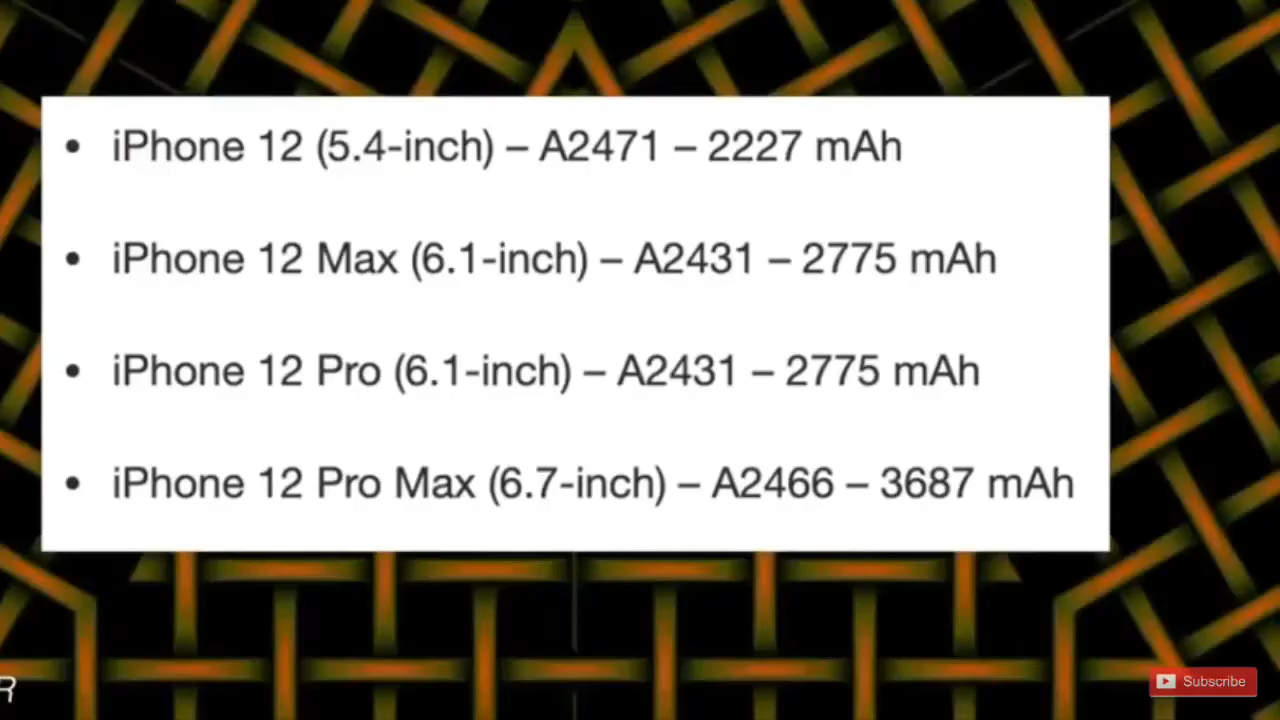 • iPhone 12 (5.4-inch) – A2471 – 2227 mAh
• iPhone 12 Max (6.1-inch) – A2431 – 2775 mAh
• iPhone 12 Pro (6.1-inch) – A2431 – 2775 mAh
• iPhone 12 Pro Max (6.7-inch) – A2466 – 3687 mAh
R
Subscribe